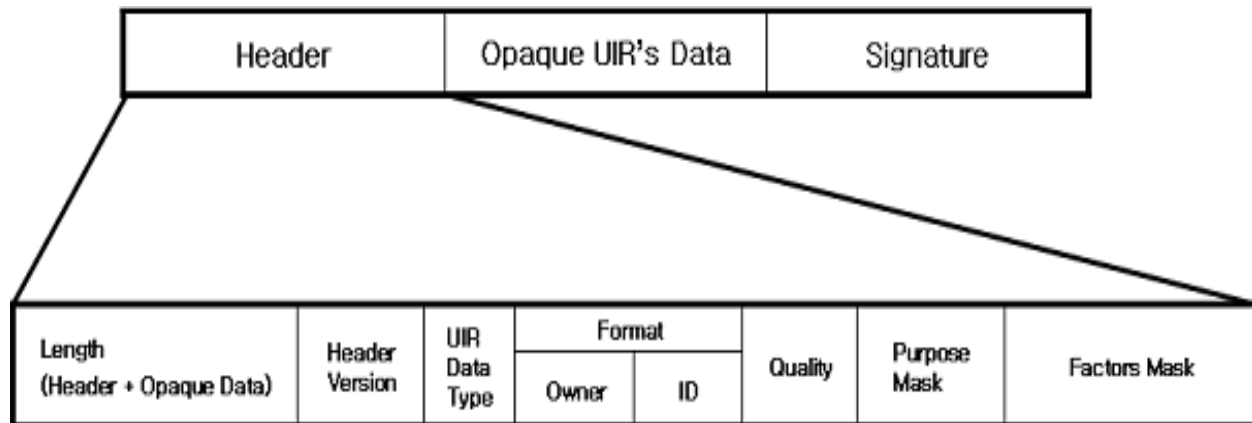 Header
Opaque UIR's Data
Signature
Length
(Header + Opaque Data)
Header
Version
UIR
Data
Type
Format
Owner
ID
Quality
Purpose
Mask
Factors Mask